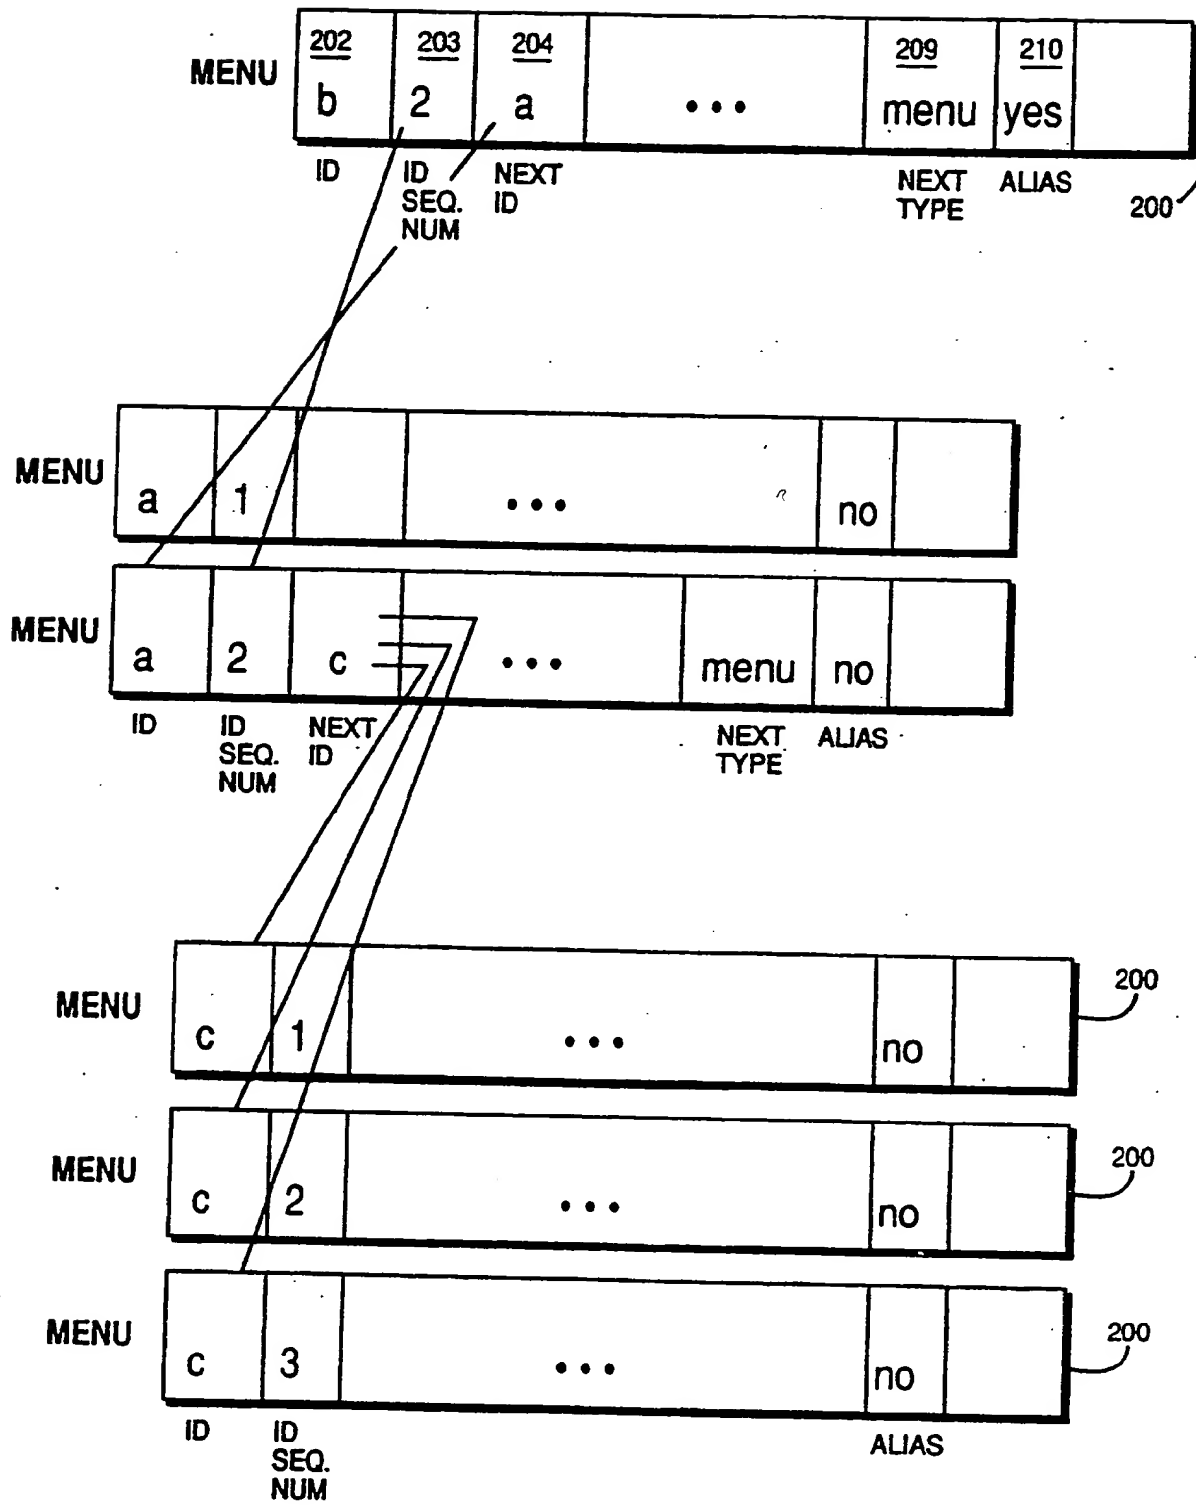 202 203 204 209 210
MENU b 2 a ••• menu yes
ID ID SEQ. NUM NEXT ID NEXT TYPE ALIAS 200
MENU a 1 ••• no
MENU a 2 c ••• menu no
ID ID SEQ. NUM NEXT ID NEXT TYPE ALIAS
MENU c 1 ••• no 200
MENU c 2 ••• no 200
MENU c 3 ••• no 200
ID ID SEQ. NUM ALIAS